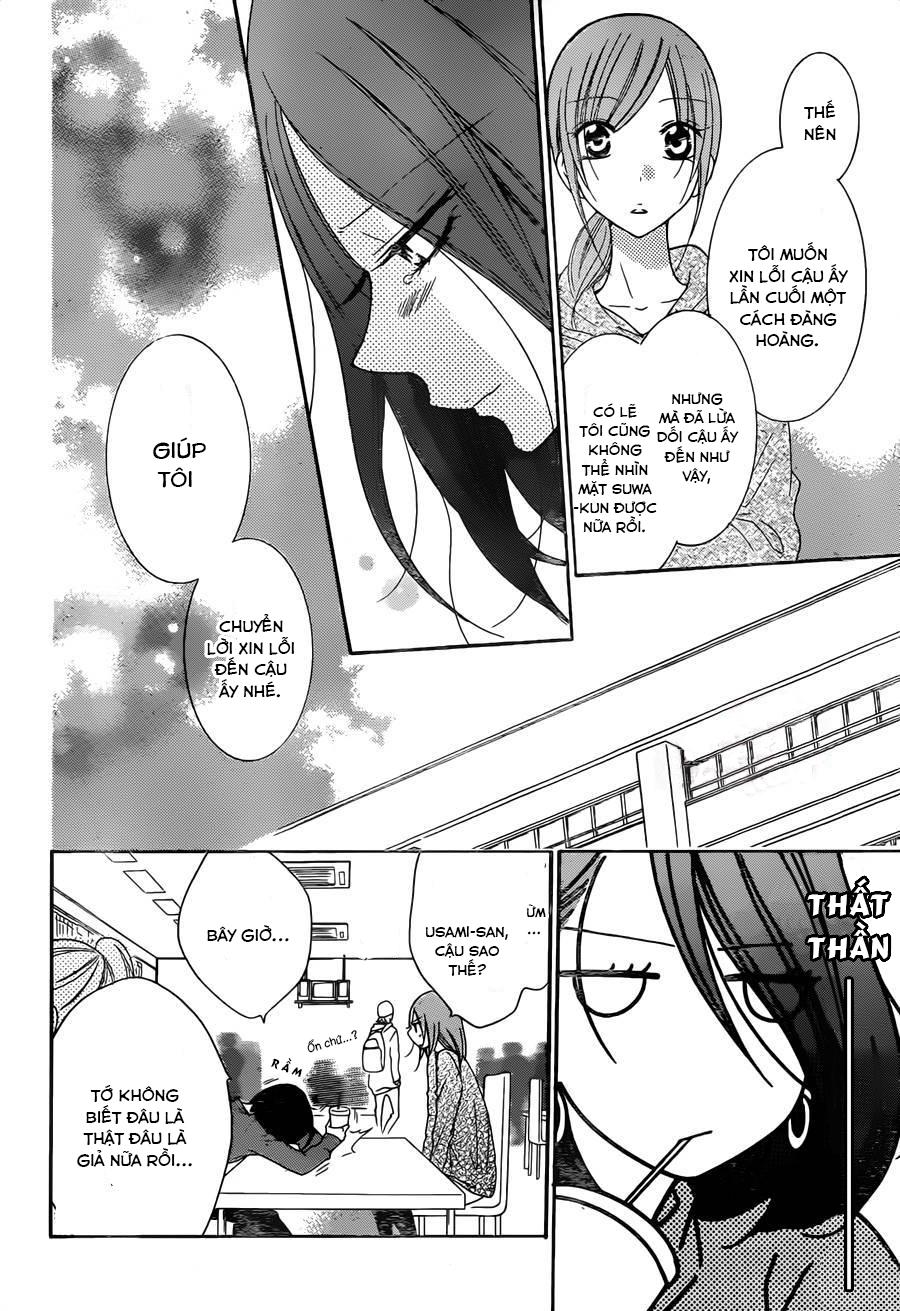 THẾ
NÊN
TÔI MUỐN
XIN LỖI CẬU ẤY
LẦN CUỐI MỘT
CÁCH ĐÀNG
HOÀNG.
NHƯNG
MÀ ĐÃ LỪA
DỐI CẬU ẤY
ĐẾN NHƯ
VẬY,
CÓ LẼ
TÔI CŨNG
KHÔNG
THỂ NHÌN
MẶT SUWA
-KUN ĐƯỢC
NỮA RỒI.
GIÚP
TÔI
CHUYỂN
LỜI XIN LỖI
ĐẾN CẬU
ẤY NHÉ.
THẤT
THẦN
ỪM
...
USAMI-SAN,
CẬU SAO
THẾ?
BÂY GIỜ...
Ổn chứ...?
RẦM
TỚ KHÔNG
BIẾT ĐÂU LÀ
THẬT ĐÂU LÀ
GIẢ NỮA RỒI...